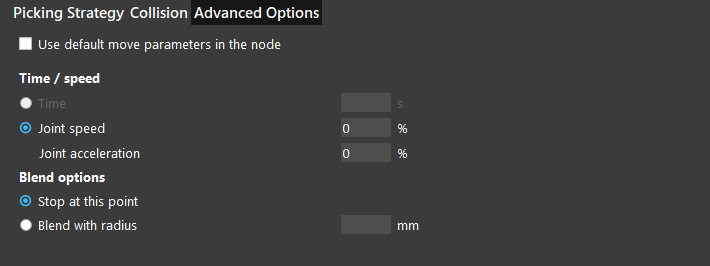 Picking Strategy Collision Advanced Options
Use default move parameters in the node
Time / speed
Time s
Joint speed 0 %
Joint acceleration 0 %
Blend options
Stop at this point
Blend with radius mm